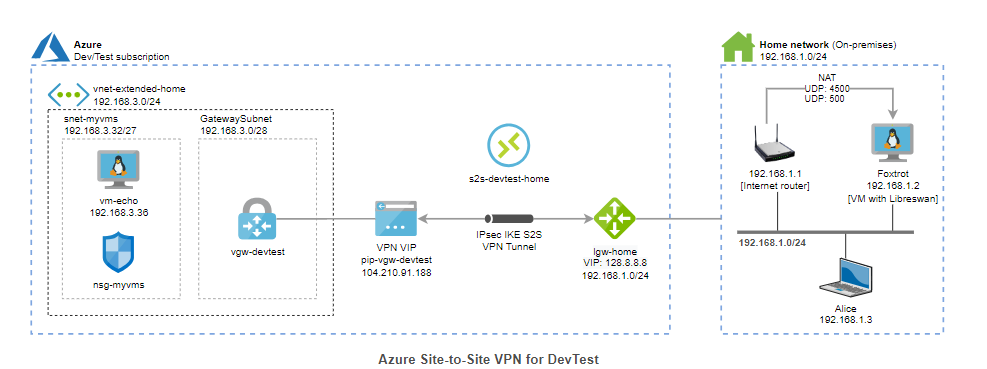 Azure
Dev/Test subscription
vnet-extended-home
192.168.3.0/24
snet-myvms
192.168.3.32/27
vm-echo
192.168.3.36
nsg-myvms
GatewaySubnet
192.168.3.0/28
vgw-devtest
s2s-devtest-home
VPN VIP
pip-vgw-devtest
104.210.91.188
IPsec IKE S2S
VPN Tunnel
lgw-home
VIP: 128.8.8.8
192.168.1.0/24
Home network (On-premises)
192.168.1.0/24
NAT
UDP: 4500
UDP: 500
192.168.1.1
[Internet router]
Foxtrot
192.168.1.2
[VM with Libreswan]
192.168.1.0/24
Alice
192.168.1.3
Azure Site-to-Site VPN for DevTest